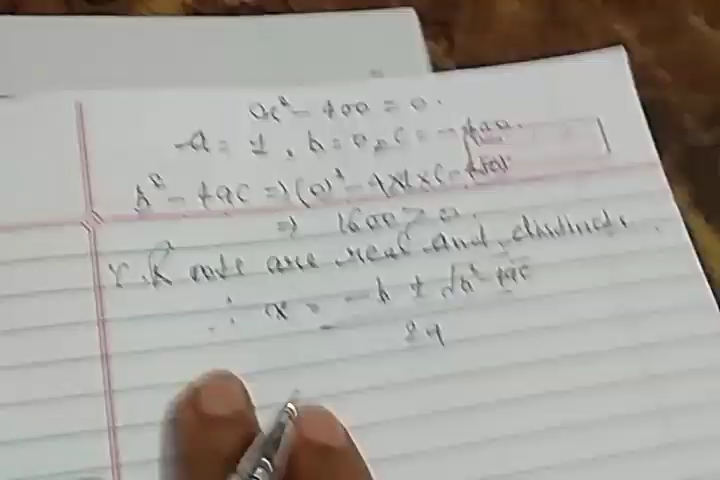 x² - 400 = 0.
a = 1, b = 0, c = -400.
b² - 4ac => (0)² - 4×1×(-400)
=> 1600 > 0.
roots are real and distinct.
∴ x = -b ± √b² - 4ac
2a